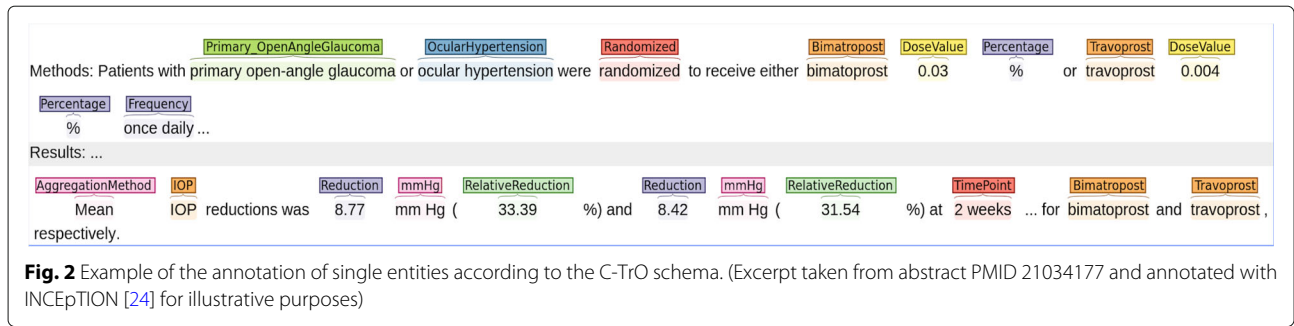 Primary_OpenAngleGlaucoma OcularHypertension Randomized Bimatropost DoseValue Percentage Travoprost DoseValue
Methods: Patients with primary open-angle glaucoma or ocular hypertension were randomized to receive either bimatoprost 0.03 % or travoprost 0.004
Percentage Frequency
% once daily ...
Results: ...
AggregationMethod IOP Reduction mmHg RelativeReduction Reduction mmHg RelativeReduction TimePoint Bimatropost Travoprost
Mean IOP reductions was 8.77 mm Hg ( 33.39 %) and 8.42 mm Hg ( 31.54 %) at 2 weeks ... for bimatoprost and travoprost ,
respectively.
Fig. 2 Example of the annotation of single entities according to the C-TrO schema. (Excerpt taken from abstract PMID 21034177 and annotated with
INCEpTION [24] for illustrative purposes)